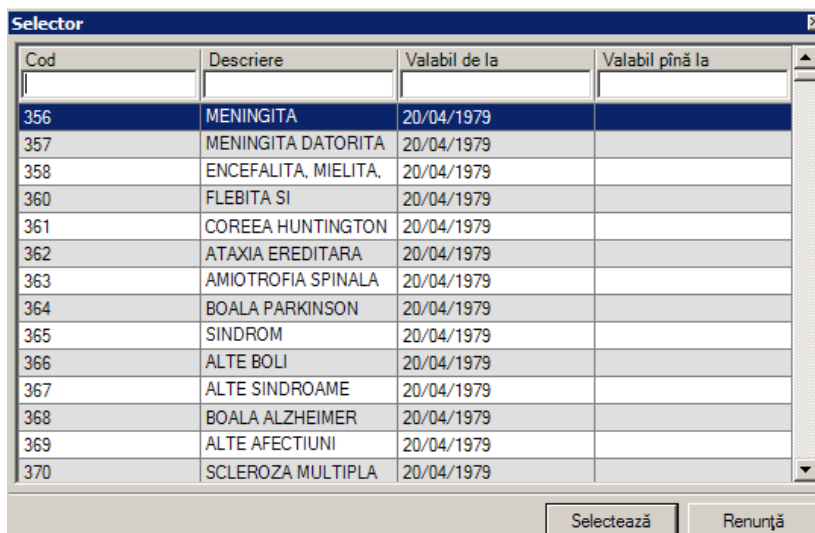 Selector
Cod Descriere Valabil de la Valabil pînă la
356 MENINGITA 20/04/1979
357 MENINGITA DATORITA 20/04/1979
358 ENCEFALITA, MIELITA, 20/04/1979
360 FLEBITA SI 20/04/1979
361 COREEA HUNTINGTON 20/04/1979
362 ATAXIA EREDITARA 20/04/1979
363 AMIOTROFIA SPINALA 20/04/1979
364 BOALA PARKINSON 20/04/1979
365 SINDROM 20/04/1979
366 ALTE BOLI 20/04/1979
367 ALTE SINDROAME 20/04/1979
368 BOALA ALZHEIMER 20/04/1979
369 ALTE AFECTIUNI 20/04/1979
370 SCLEROZA MULTIPLA 20/04/1979
Selectează Renunţă